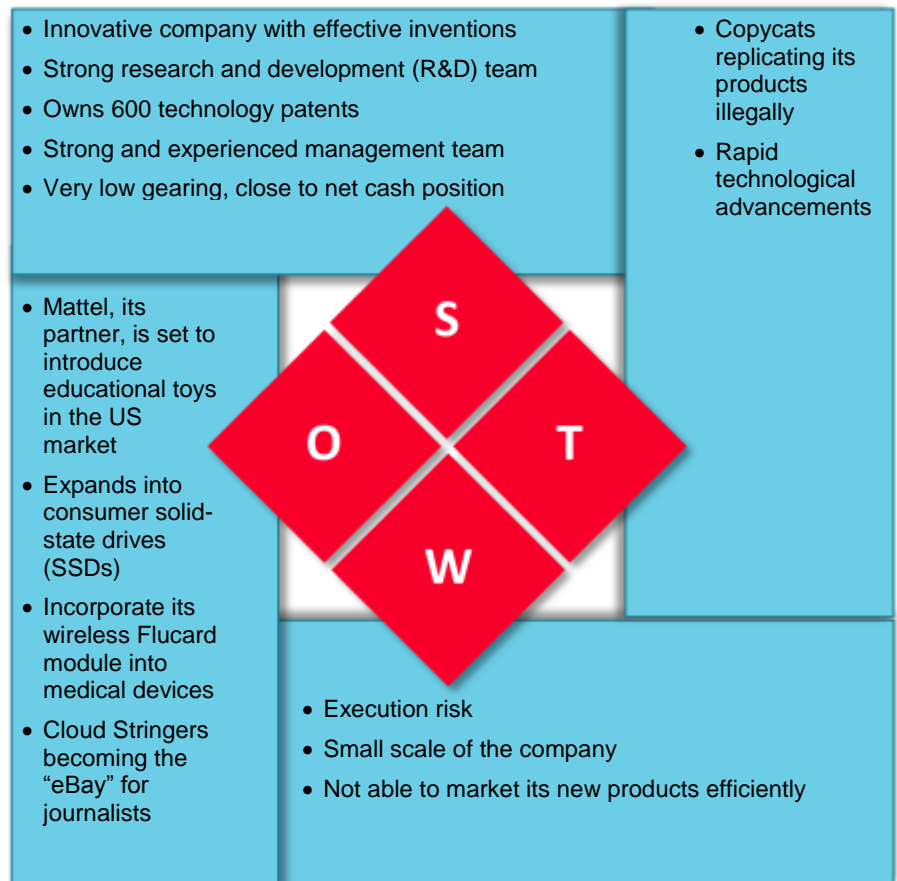 • Innovative company with effective inventions
• Strong research and development (R&D) team
• Owns 600 technology patents
• Strong and experienced management team
• Very low gearing, close to net cash position
• Copycats
replicating its
products
illegally
• Rapid
technological
advancements
• Mattel, its
partner, is set to
introduce
educational toys
in the US
market
• Expands into
consumer solid-
state drives
(SSDs)
• Incorporate its
wireless Flucard
module into
medical devices
• Cloud Stringers
becoming the
“eBay” for
journalists
S
O
T
W
• Execution risk
• Small scale of the company
• Not able to market its new products efficiently